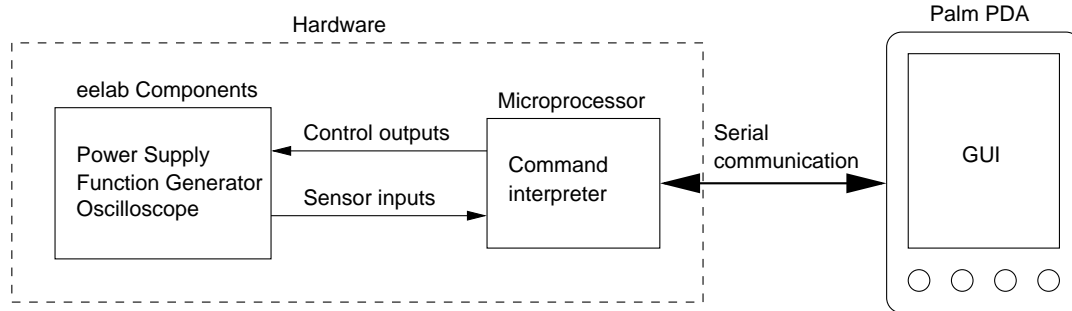 Palm PDA
Hardware
eelab Components
Microprocessor
Power Supply
Function Generator
Oscilloscope
Control outputs
Sensor inputs
Command
interpreter
Serial
communication
GUI